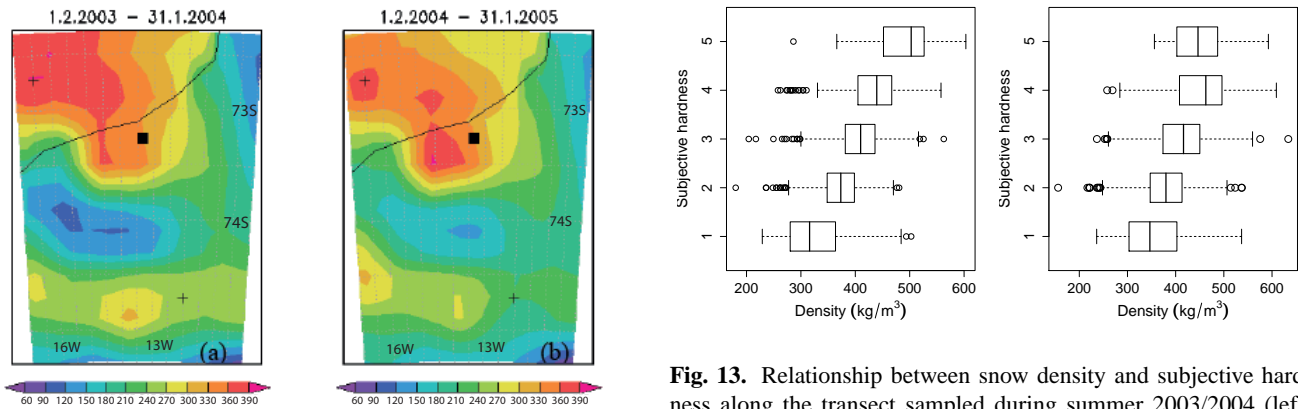 1.2.2003 – 31.1.2004
1.2.2004 – 31.1.2005
73S
74S
16W
13W
(a)
60 90 120 150 180 210 240 270 300 330 360 390
73S
74S
16W
13W
(b)
60 90 120 150 180 210 240 270 300 330 360 390
Subjective hardness
5
4
3
2
1
200 300 400 500 600
Density (kg/m³)
Subjective hardness
5
4
3
2
1
200 300 400 500 600
Density (kg/m³)
Fig. 13. Relationship between snow density and subjective hard
ness along the transect sampled during summer 2003/2004 (left